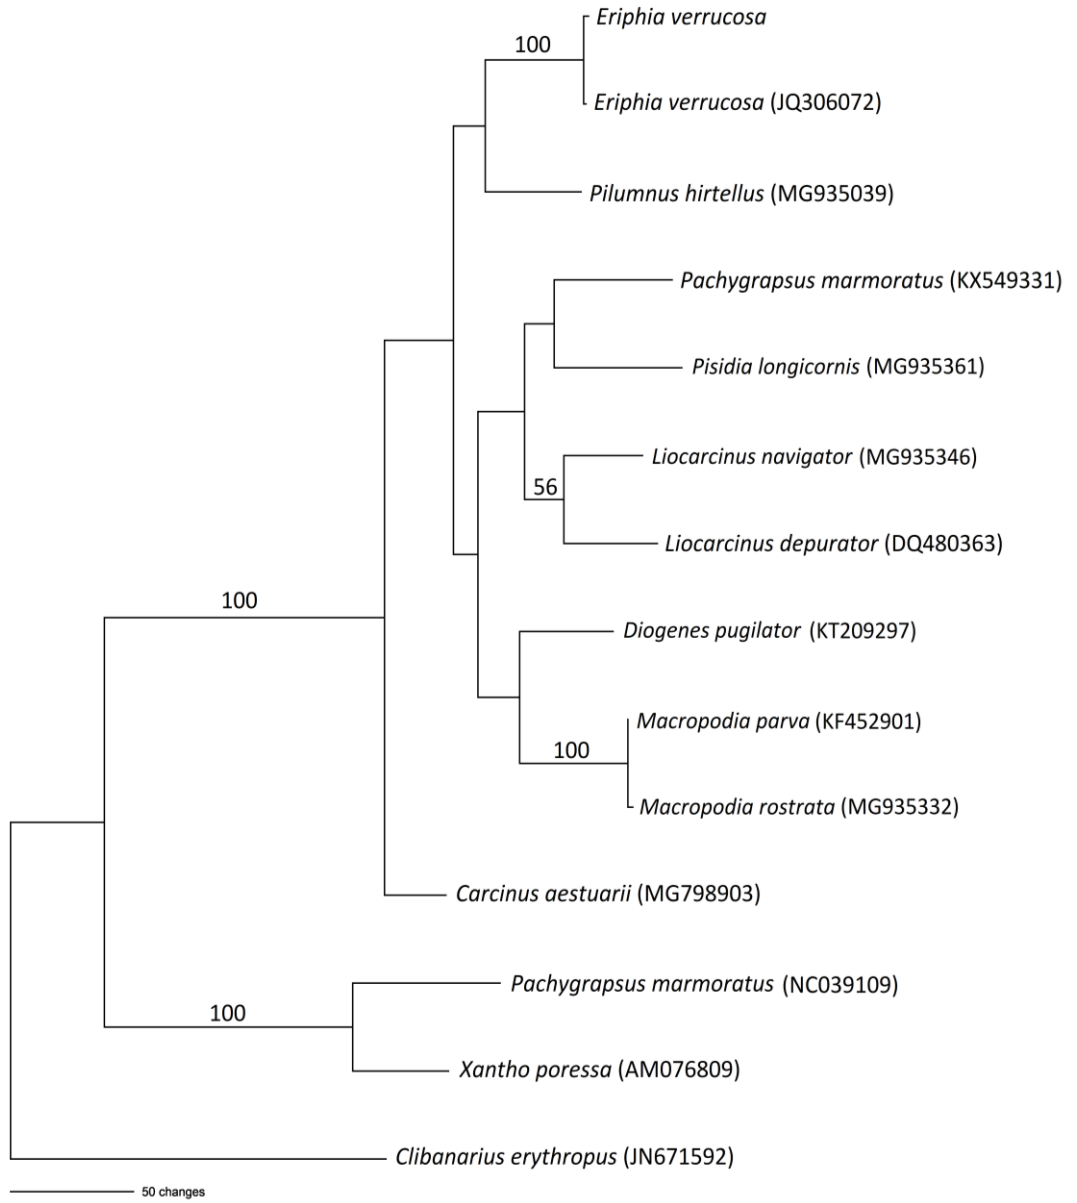 Eriphia verrucosa
100
Eriphia verrucosa (JQ306072)
Pilumnus hirtellus (MG935039)
Pachygrapsus marmoratus (KX549331)
Pisidia longicornis (MG935361)
Liocarcinus navigator (MG935346)
56
Liocarcinus depurator (DQ480363)
100
Diogenes pugilator (KT209297)
Macropodia parva (KF452901)
100
Macropodia rostrata (MG935332)
Carcinus aestuarii (MG798903)
Pachygrapsus marmoratus (NC039109)
100
Xantho poressa (AM076809)
Clibanarius erythropus (JN671592)
50 changes